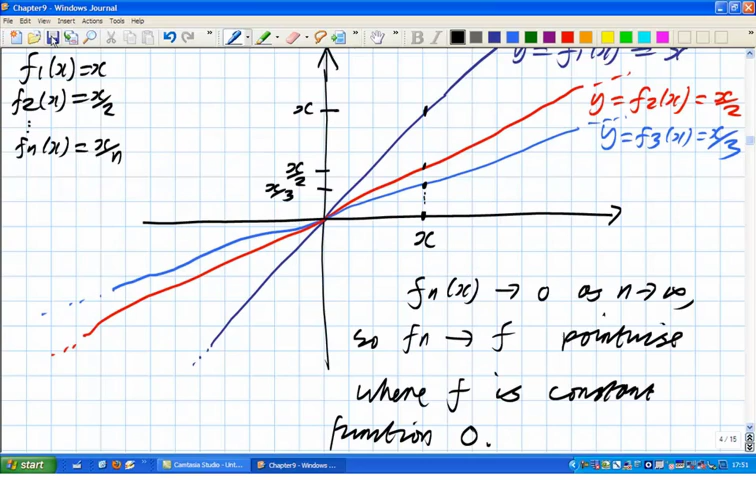 Chapter9 - Windows Journal
File Edit View Insert Actions Tools Help
y = f1(x) = x
f1(x) = x
f2(x) = x/2
⋮
fn(x) = x/n
y = f2(x) = x/2
y = f3(x) = x/3
x
x/2
x/3
x
fn(x) → 0 as n → ∞,
so fn → f pointwise
where f is constant
function 0.
4 / 15
start
Camtasia Studio - Unt...
Chapter9 - Windows ...
17:51